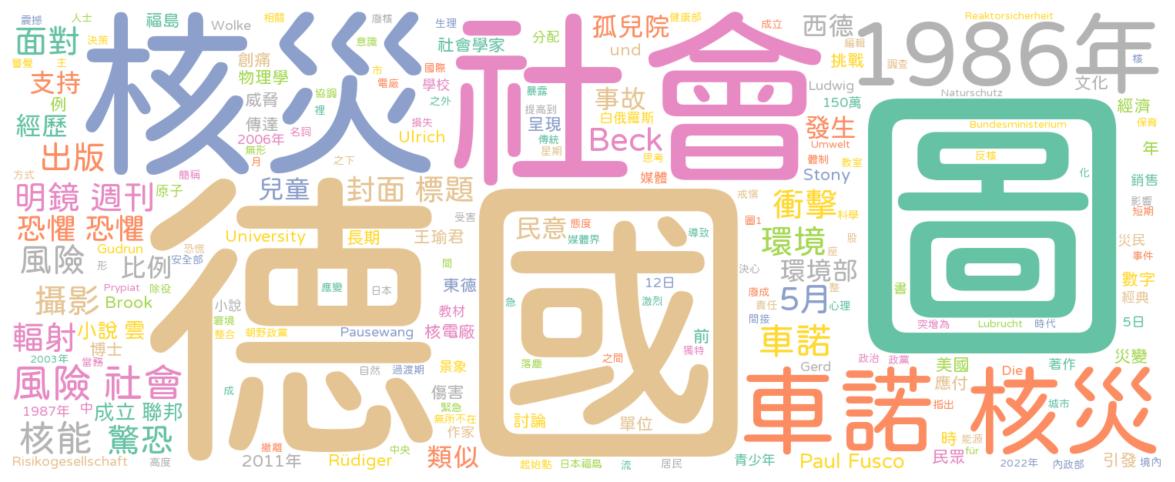 震撼 人士 相關 成立 Reaktorsicherheit
福島 廢核 Wolke 生理 孤兒院 健康部 西德 1986年
面對 核災 社會
決策 意識 社會學家 分配 und 編輯 核
警覺 主 創痛 市 挑戰 調查
支持 物理學 電廠 國際 學校 文化
例 威脅 協調 之外 暴露 事故 Ludwig Naturschutz
裡 提高到 150萬 經濟
經歷 傳達 損失 呈現 白俄羅斯 發生 保育
2006年 名詞 Ulrich 傳統 Beck Bundesministerium
無形 星期 Umwelt 年
出版 月 之下 思考 體制 教室 反核 圖
方式 簡稱 媒體 Stony 化
明鏡 週刊 原子 兒童 封面 標題 戒慎 衝擊 銷售
受害 科學 影響
恐懼 恐懼 民意 態度 圖1 短期
Gudrun University 長期 王瑜君 媒體界 導致 環境 股 災民
恐慌 座 事件
風險 形 比例 安全部 德國 間 決心 環境部
12日 數字
Prypiat 除役 應變 日本 東德 急 激烈 廢成 5月 整 書 經典
攝影 Brook 小說 教材 責任 心理
窘境 間接 突增為 Lubrucht 時代 5日
輻射 小說 雲 整合 朝野政黨 Pausewang 核電廠 前 車諾
博士 獨特
2003年 當務 自然 過渡期 景象 落塵 之間 政治 政黨 美國 著作 災變
Gerd Die
風險 社會 成 傷害 應付 車諾 核災
1987年 中 成立 聯邦 緊急 指出 城市
無所不在 討論 單位
核能 驚恐 作家 時 能源
撤離 中央 für
Risikogesellschaft 高度 2011年 Rüdiger 類似 起始點 日本福島 流 居民 青少年 Paul Fusco 民眾 2022年 內政部 引發 境內